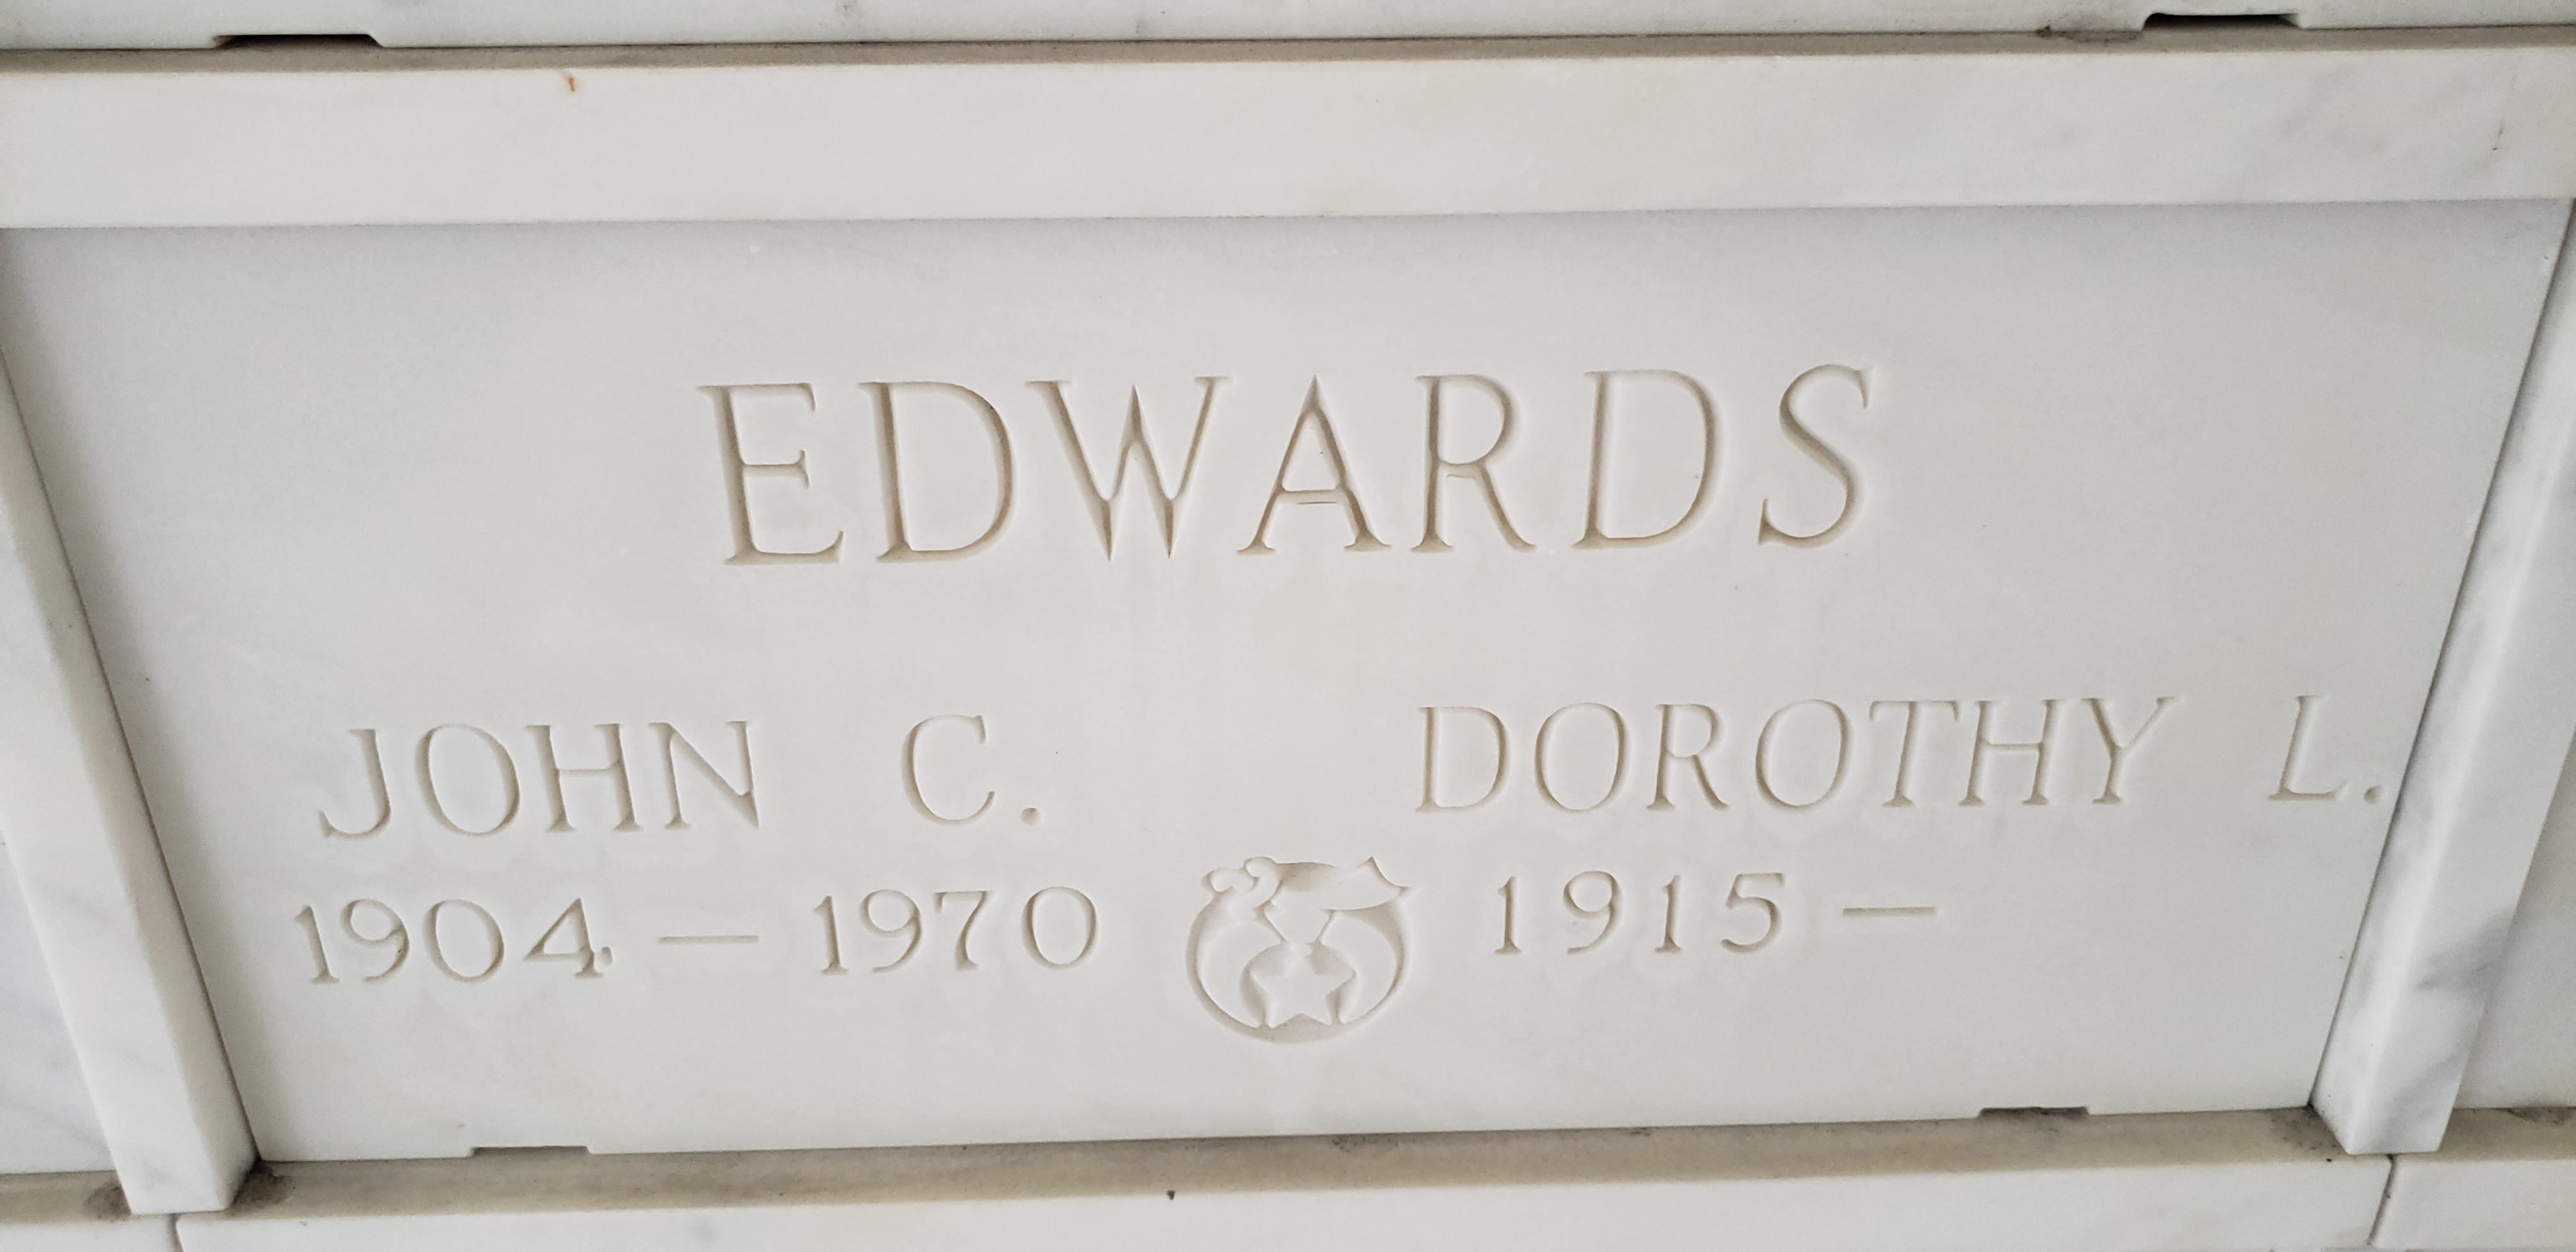 EDWARDS
JOHN C. DOROTHY L.
1904 — 1970 1915 —